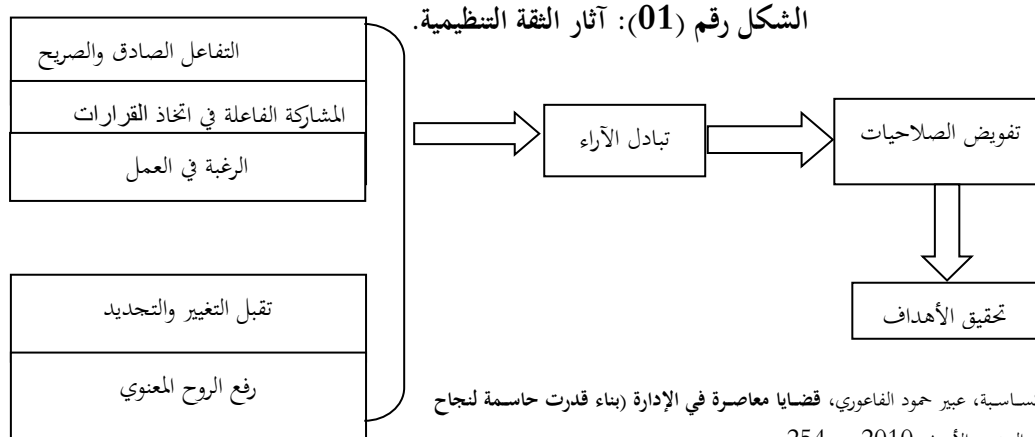 الشكل رقم (01): آثار الثقة التنظيمية.
التفاعل الصادق والصريح
المشاركة الفاعلة في اتخاذ القرارات
الرغبة في العمل
تبادل الآراء
تفويض الصلاحيات
تحقيق الأهداف
تقبل التغيير والتجديد
رفع الروح المعنوي
عبير حمود الفاعوري، قضايا معاصرة في الإدارة (بناء قدرت حاسمة لنجاح
2010 254